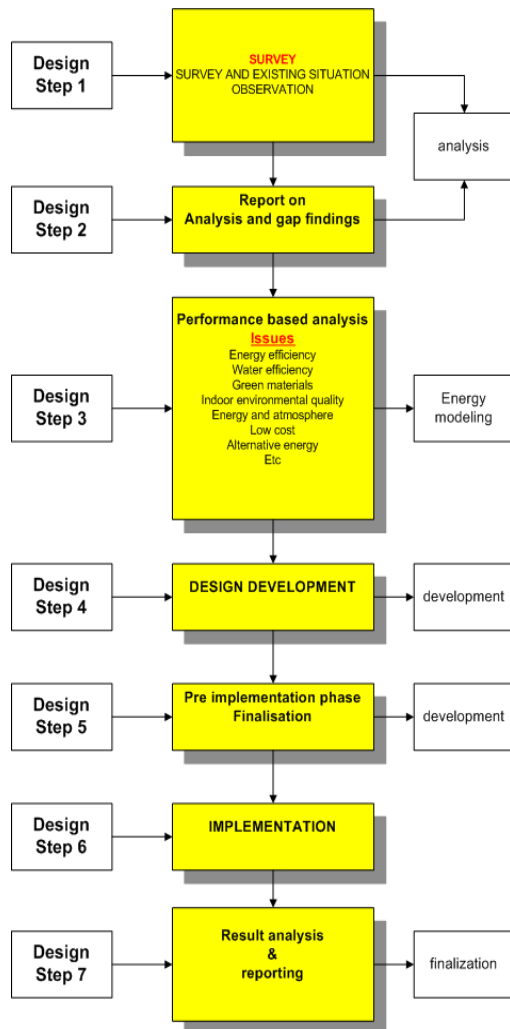 Design
Step 1
SURVEY
SURVEY AND EXISTING SITUATION
OBSERVATION
analysis
Design
Step 2
Report on
Analysis and gap findings
Design
Step 3
Performance based analysis
Issues
Energy efficiency
Water efficiency
Green materials
Indoor environmental quality
Energy and atmosphere
Low cost
Alternative energy
Etc
Energy
modeling
Design
Step 4
DESIGN DEVELOPMENT
development
Design
Step 5
Pre implementation phase
Finalisation
development
Design
Step 6
IMPLEMENTATION
Design
Step 7
Result analysis
&
reporting
finalization